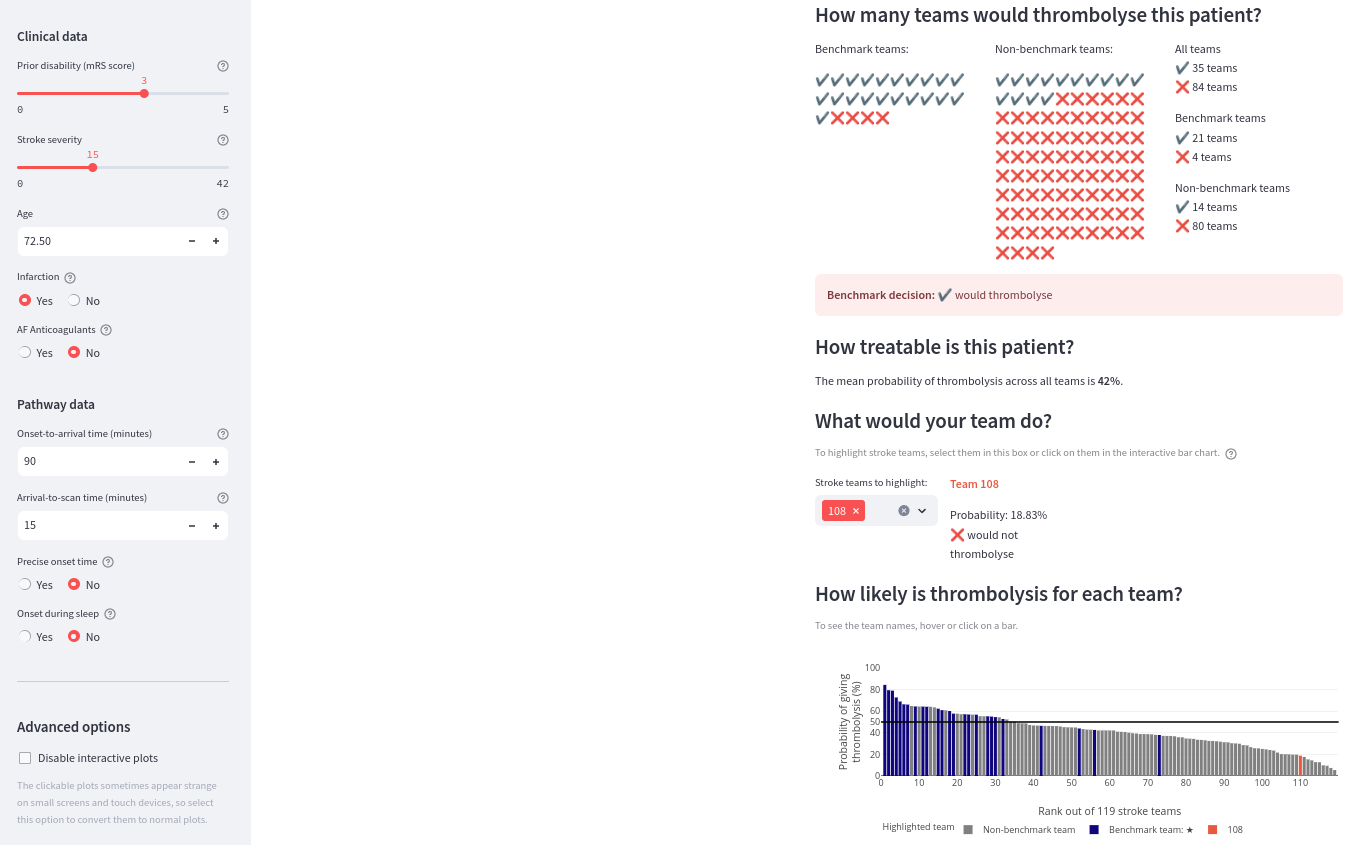 Clinical data
Prior disability (mRS score)
3
0 5
Stroke severity
15
0 42
Age
72.50
Infarction
Yes No
AF Anticoagulants
Yes No
Pathway data
Onset-to-arrival time (minutes)
90
Arrival-to-scan time (minutes)
15
Precise onset time
Yes No
Onset during sleep
Yes No
Advanced options
Disable interactive plots
The clickable plots sometimes appear strange
on small screens and touch devices, so select
this option to convert them to normal plots.
How many teams would thrombolyse this patient?
Benchmark teams:
Non-benchmark teams:
All teams
✔️ 35 teams
❌ 84 teams
Benchmark teams
✔️ 21 teams
❌ 4 teams
Non-benchmark teams
✔️ 14 teams
❌ 80 teams
Benchmark decision: ✔️ would thrombolyse
How treatable is this patient?
The mean probability of thrombolysis across all teams is 42%.
What would your team do?
To highlight stroke teams, select them in this box or click on them in the interactive bar chart.
Stroke teams to highlight:
108 ×
Team 108
Probability: 18.83%
❌ would not
thrombolyse
How likely is thrombolysis for each team?
To see the team names, hover or click on a bar.
Probability of giving
thrombolysis (%)
100
80
60
50
40
20
0
0 10 20 30 40 50 60 70 80 90 100 110
Rank out of 119 stroke teams
Highlighted team Non-benchmark team Benchmark team: ★ 108